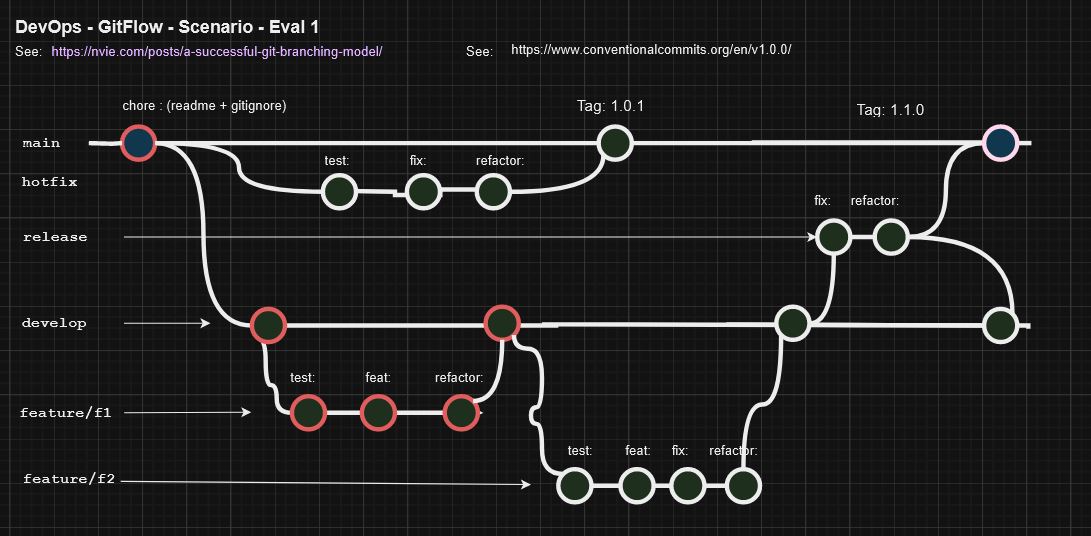 DevOps - GitFlow - Scenario - Eval 1
See: https://nvie.com/posts/a-successful-git-branching-model/ See: https://www.conventionalcommits.org/en/v1.0.0/
chore : (readme + gitignore) Tag: 1.0.1 Tag: 1.1.0
main
test: fix: refactor:
hotfix
fix: refactor:
release
develop
test: feat: refactor:
feature/f1
test: feat: fix: refactor:
feature/f2